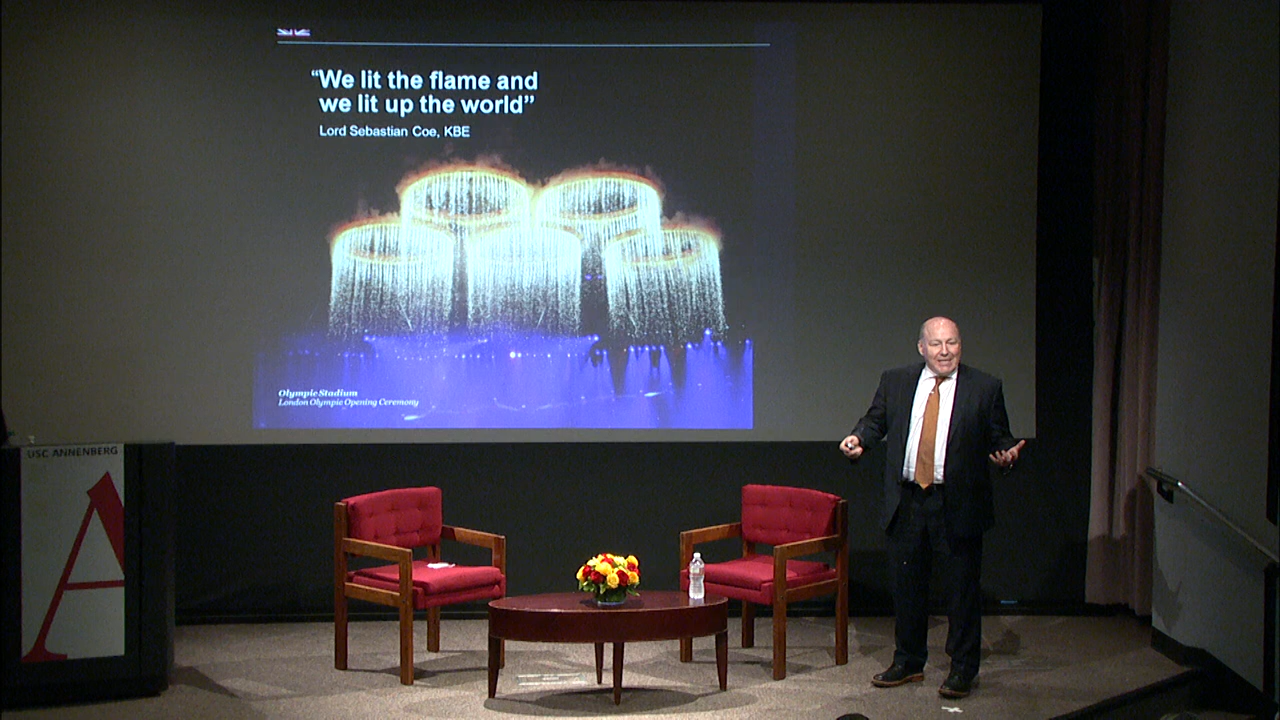 “We lit the flame and
we lit up the world”
Lord Sebastian Coe, KBE
Olympic Stadium
London Olympic Opening Ceremony
USC ANNENBERG
A